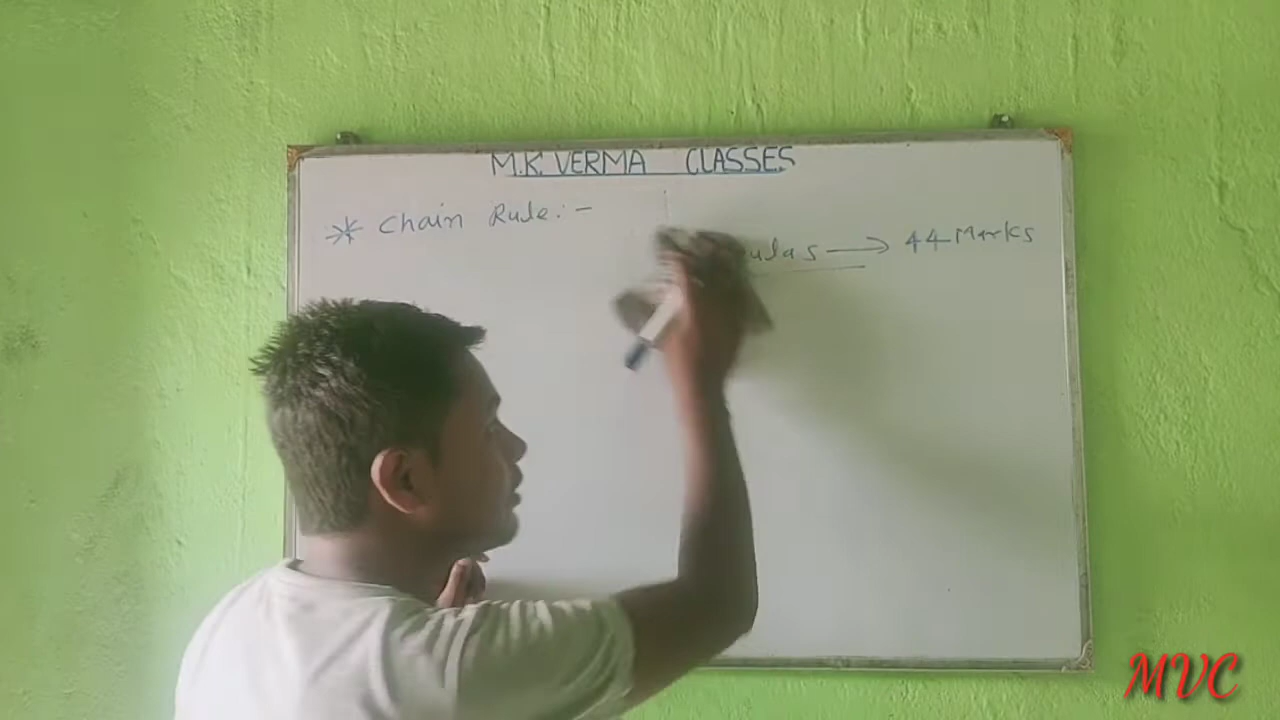 M.K. VERMA CLASSES
* Chain Rule:-
ulas → 44 Marks
MVC